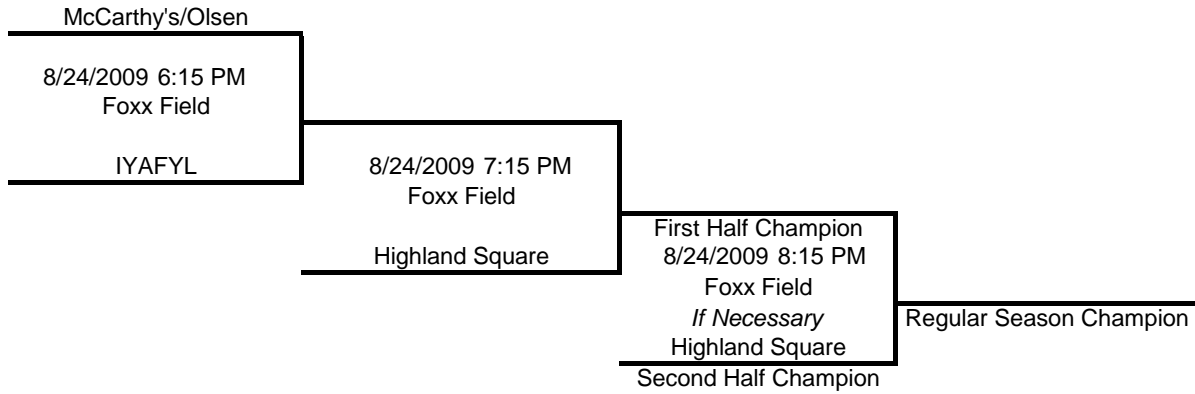 McCarthy's/Olsen
8/24/2009 6:15 PM
Foxx Field
IYAFYL
8/24/2009 7:15 PM
Foxx Field
Highland Square
First Half Champion
8/24/2009 8:15 PM
Foxx Field
If Necessary
Highland Square
Second Half Champion
Regular Season Champion